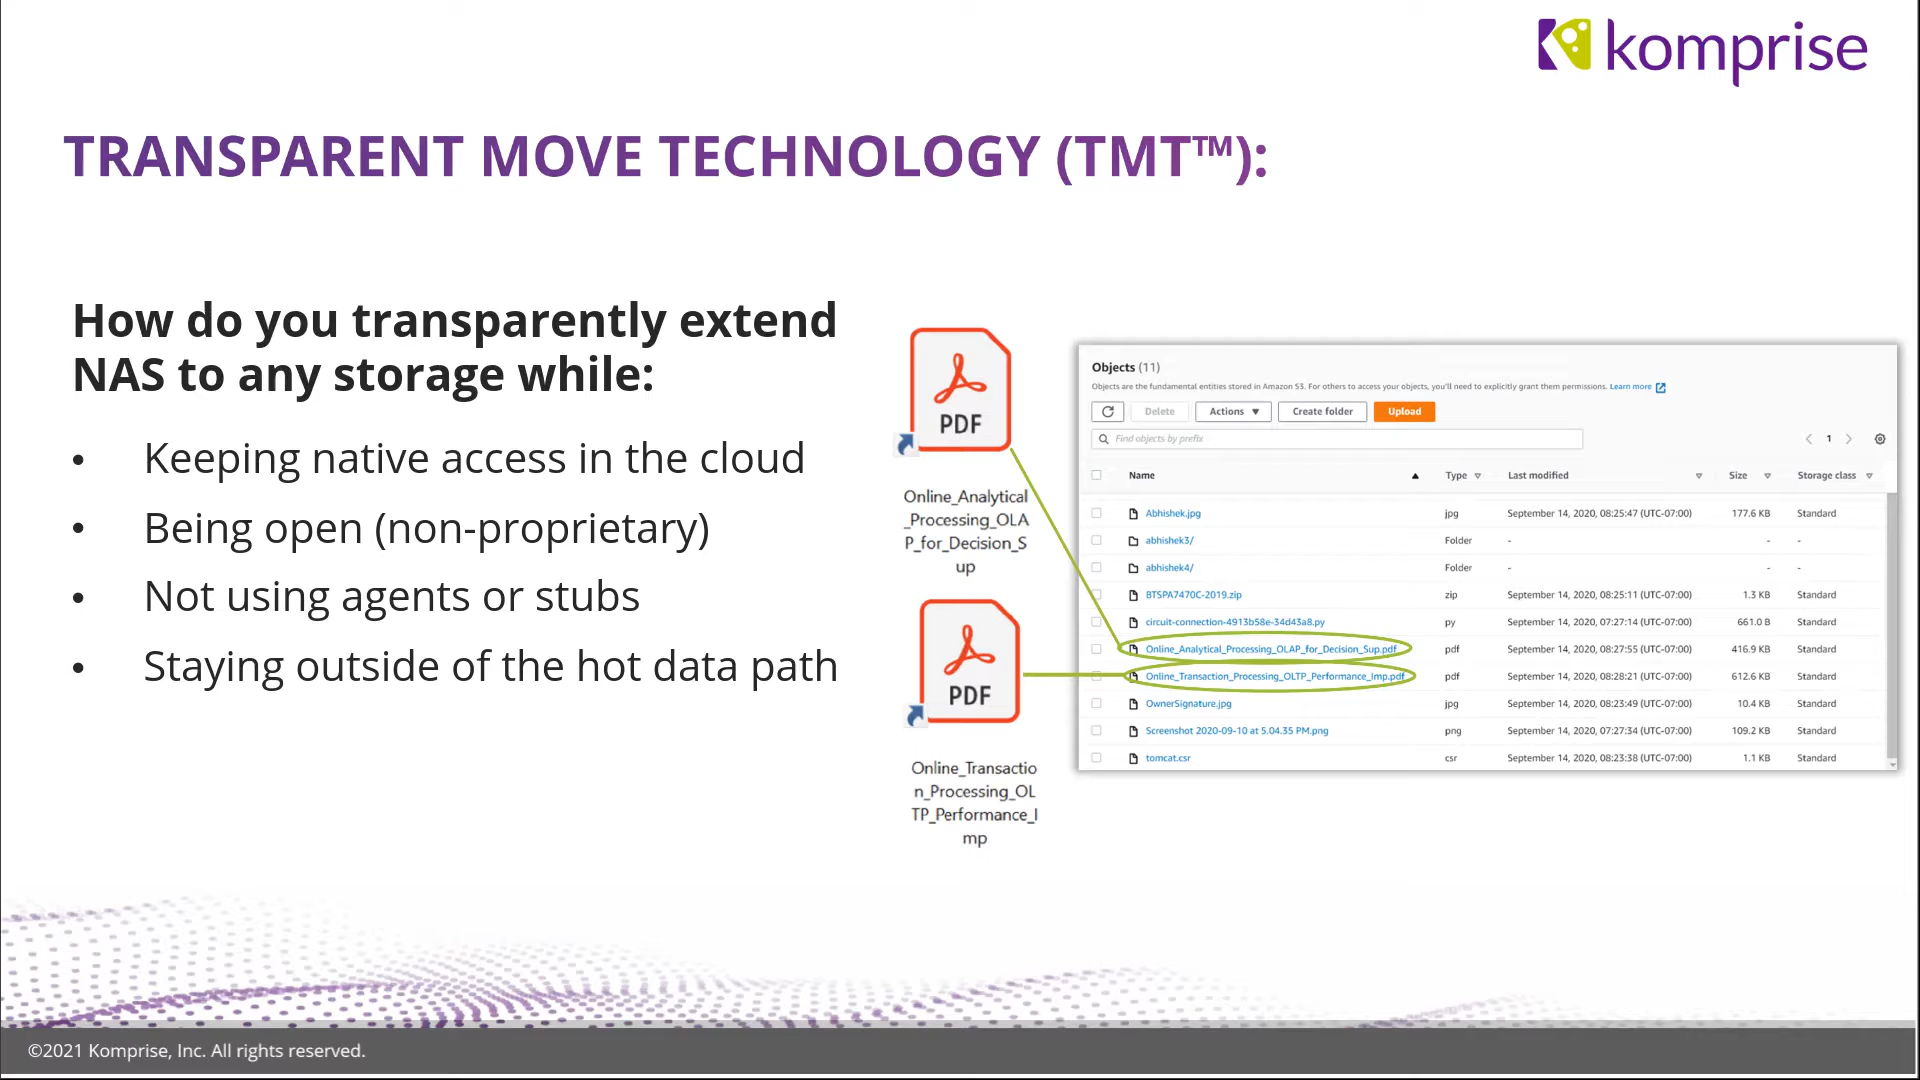 komprise
TRANSPARENT MOVE TECHNOLOGY (TMT™):
How do you transparently extend
NAS to any storage while:
• Keeping native access in the cloud
• Being open (non-proprietary)
• Not using agents or stubs
• Staying outside of the hot data path
PDF
Online_Analytical
_Processing_OLA
P_for_Decision_S
up
PDF
Online_Transactio
n_Processing_OL
TP_Performance_I
mp
Objects (11)
Objects are the fundamental entities stored in Amazon S3. For others to access your objects, you'll need to explicitly grant them permissions. Learn more
Delete Actions Create folder Upload
Find objects by prefix 1
Name Type Last modified Size Storage class
Abhishek.jpg jpg September 14, 2020, 08:25:47 (UTC-07:00) 177.6 KB Standard
abhishek3/ Folder - - -
abhishek4/ Folder - - -
BTSPA7470C-2019.zip zip September 14, 2020, 08:25:11 (UTC-07:00) 1.3 KB Standard
circuit-connection-4913b58e-34d43a8.py py September 14, 2020, 07:27:14 (UTC-07:00) 661.0 B Standard
Online_Analytical_Processing_OLAP_for_Decision_Sup.pdf pdf September 14, 2020, 08:27:55 (UTC-07:00) 416.9 KB Standard
Online_Transaction_Processing_OLTP_Performance_Imp.pdf pdf September 14, 2020, 08:28:21 (UTC-07:00) 612.6 KB Standard
OwnerSignature.jpg jpg September 14, 2020, 08:23:49 (UTC-07:00) 10.4 KB Standard
Screenshot 2020-09-10 at 5.04.35 PM.png png September 14, 2020, 07:27:34 (UTC-07:00) 109.2 KB Standard
tomcat.csr csr September 14, 2020, 08:23:38 (UTC-07:00) 1.1 KB Standard
©2021 Komprise, Inc. All rights reserved.